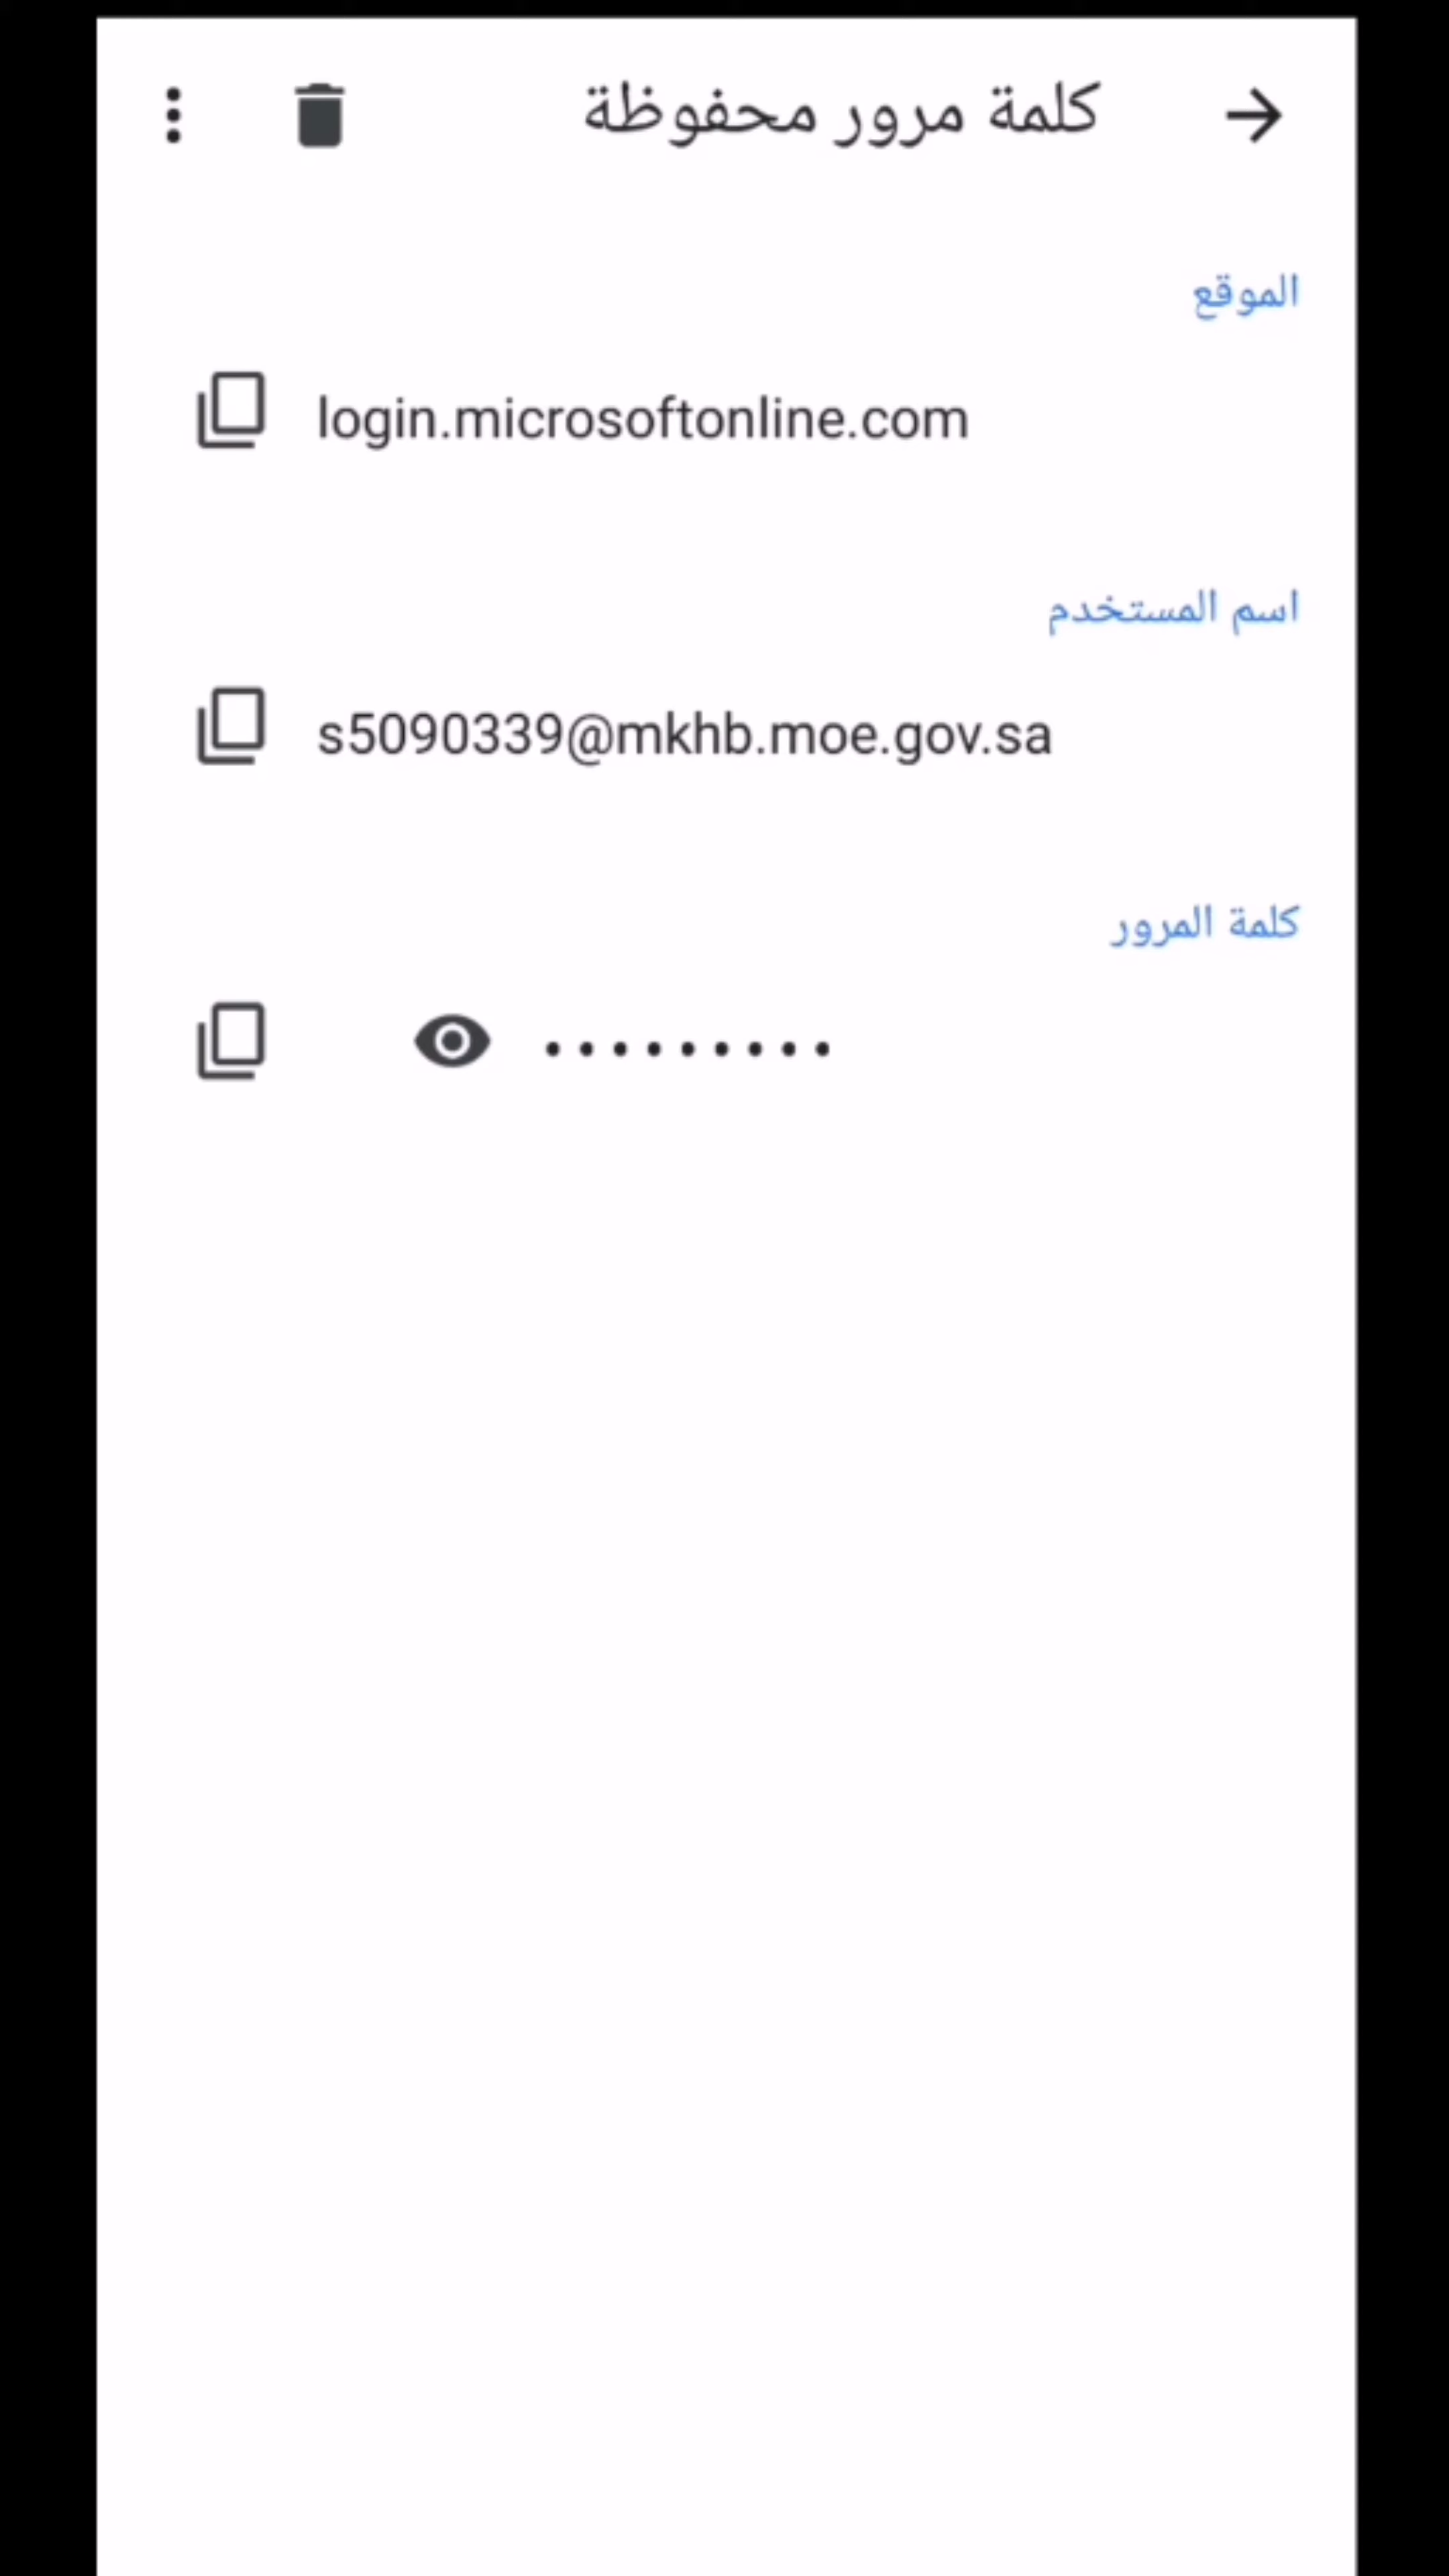 كلمة مرور محفوظة
الموقع
login.microsoftonline.com
اسم المستخدم
s5090339@mkhb.moe.gov.sa
كلمة المرور
•••••••••